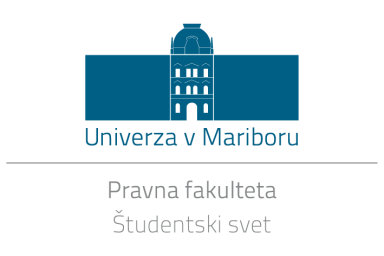 Univerza v Mariboru
Pravna fakulteta
Študentski svet